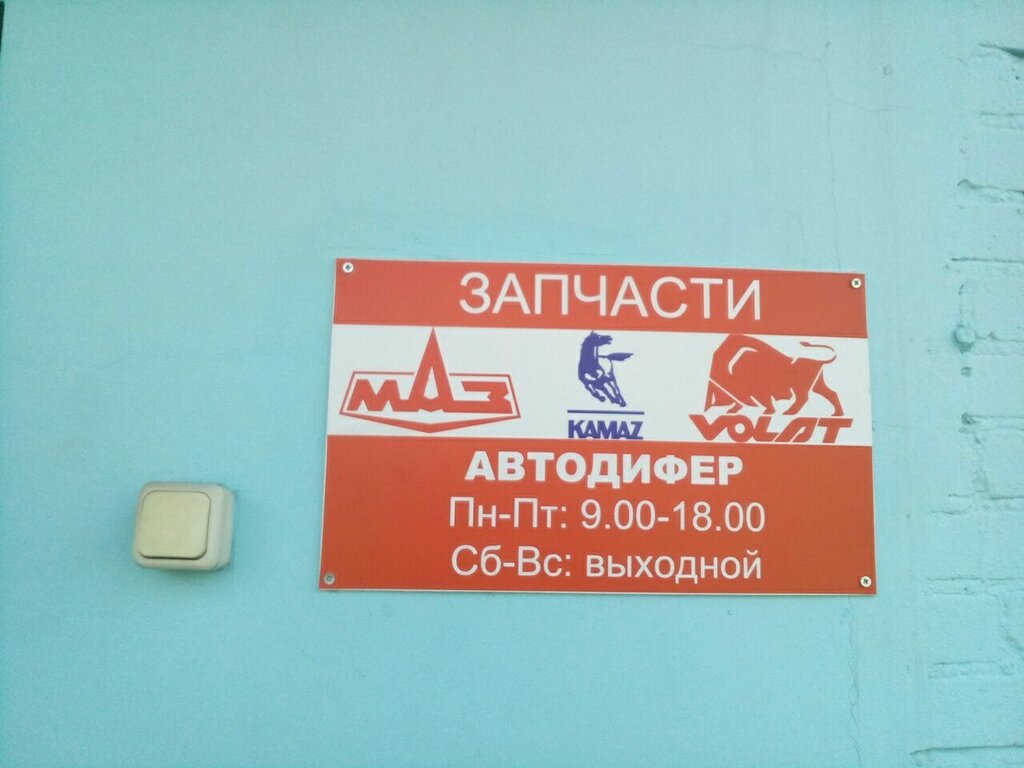 ЗАПЧАСТИ
МАЗ KAMAZ VOLAT
АВТОДИФЕР
Пн-Пт: 9.00-18.00
Сб-Вс: выходной